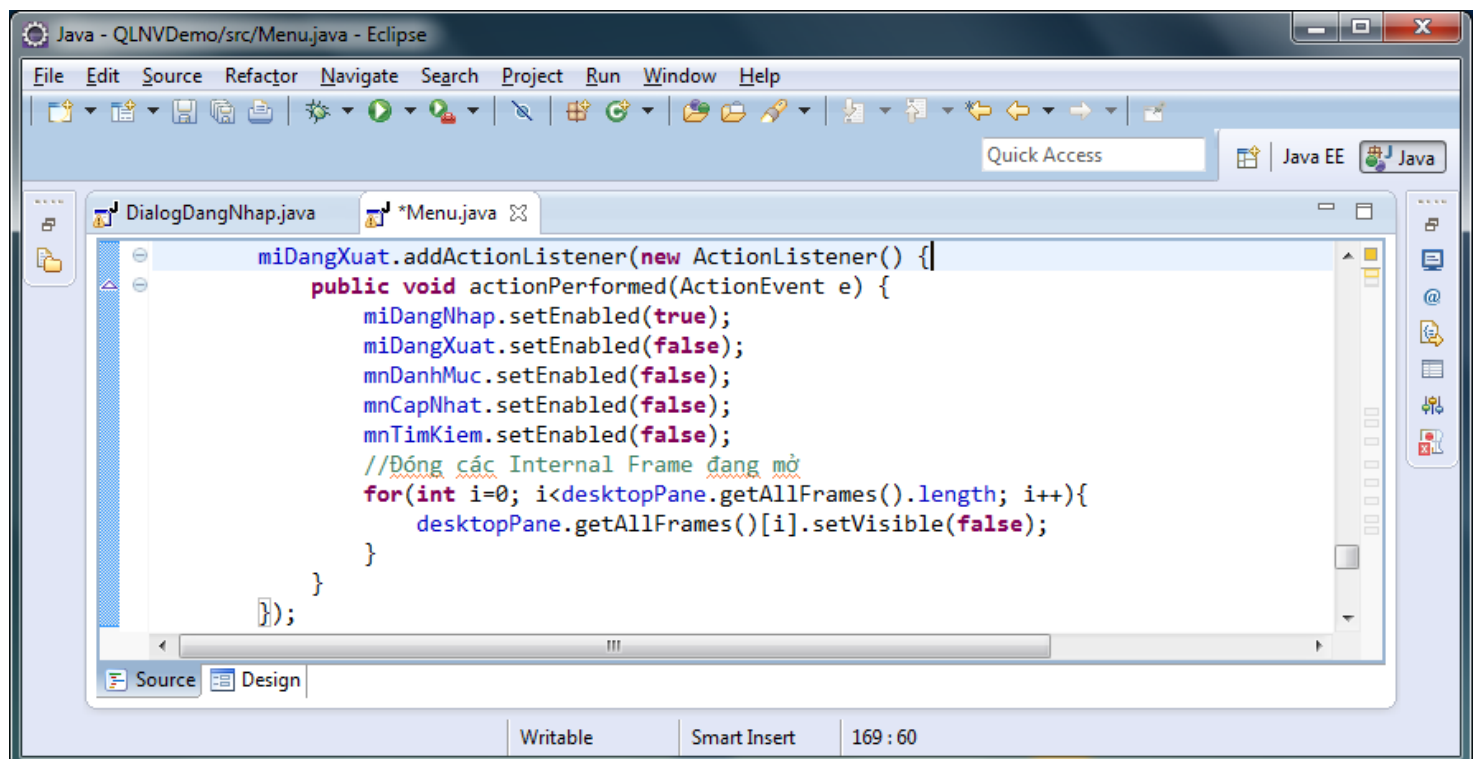 Java - QLNVDemo/src/Menu.java - Eclipse
File Edit Source Refactor Navigate Search Project Run Window Help
Quick Access
Java EE
Java
DialogDangNhap.java
*Menu.java
miDangXuat.addActionListener(new ActionListener() {
public void actionPerformed(ActionEvent e) {
miDangNhap.setEnabled(true);
miDangXuat.setEnabled(false);
mnDanhMuc.setEnabled(false);
mnCapNhat.setEnabled(false);
mnTimKiem.setEnabled(false);
//Đóng các Internal Frame đang mở
for(int i=0; i<desktopPane.getAllFrames().length; i++){
desktopPane.getAllFrames()[i].setVisible(false);
}
}
});
Source Design
Writable Smart Insert 169 : 60